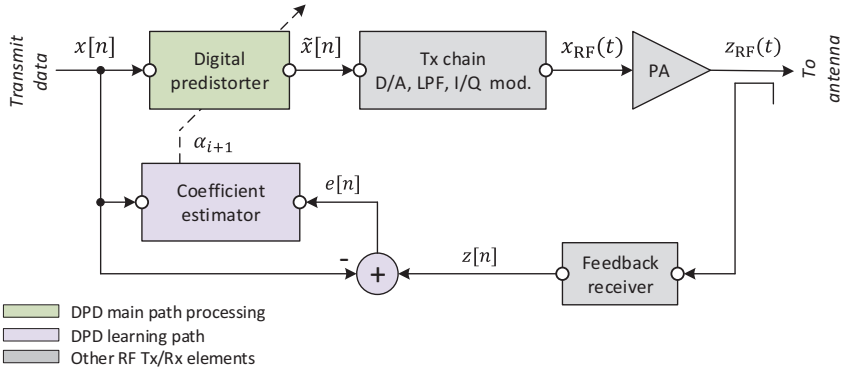 Transmit
data
x[n]
Digital
predistorter
x̃[n]
Tx chain
D/A, LPF, I/Q mod.
x_RF(t)
PA
z_RF(t)
To
antenna
α_{i+1}
Coefficient
estimator
e[n]
-
+
z[n]
Feedback
receiver
DPD main path processing
DPD learning path
Other RF Tx/Rx elements